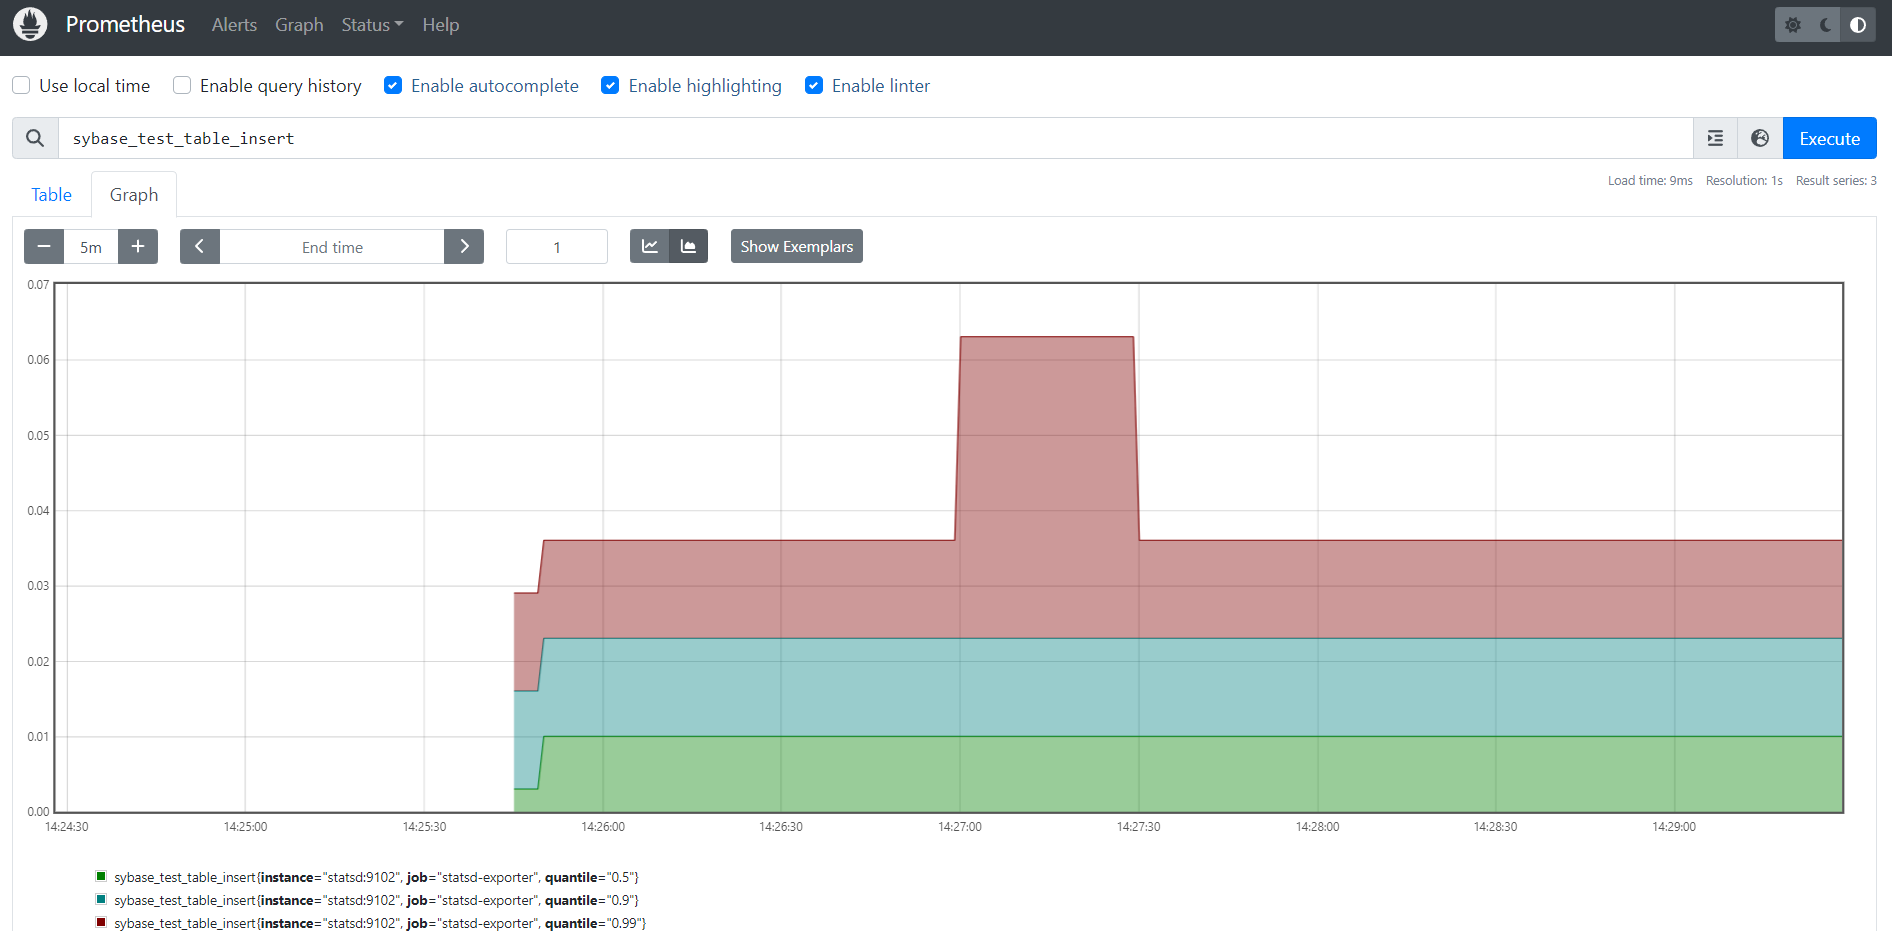 Prometheus Alerts Graph Status Help
Use local time Enable query history Enable autocomplete Enable highlighting Enable linter
sybase_test_table_insert Execute
Table Graph Load time: 9ms Resolution: 1s Result series: 3
5m End time 1 Show Exemplars
0.07
0.06
0.05
0.04
0.03
0.02
0.01
0.00
14:24:30 14:25:00 14:25:30 14:26:00 14:26:30 14:27:00 14:27:30 14:28:00 14:28:30 14:29:00
sybase_test_table_insert{instance="statsd:9102", job="statsd-exporter", quantile="0.5"}
sybase_test_table_insert{instance="statsd:9102", job="statsd-exporter", quantile="0.9"}
sybase_test_table_insert{instance="statsd:9102", job="statsd-exporter", quantile="0.99"}